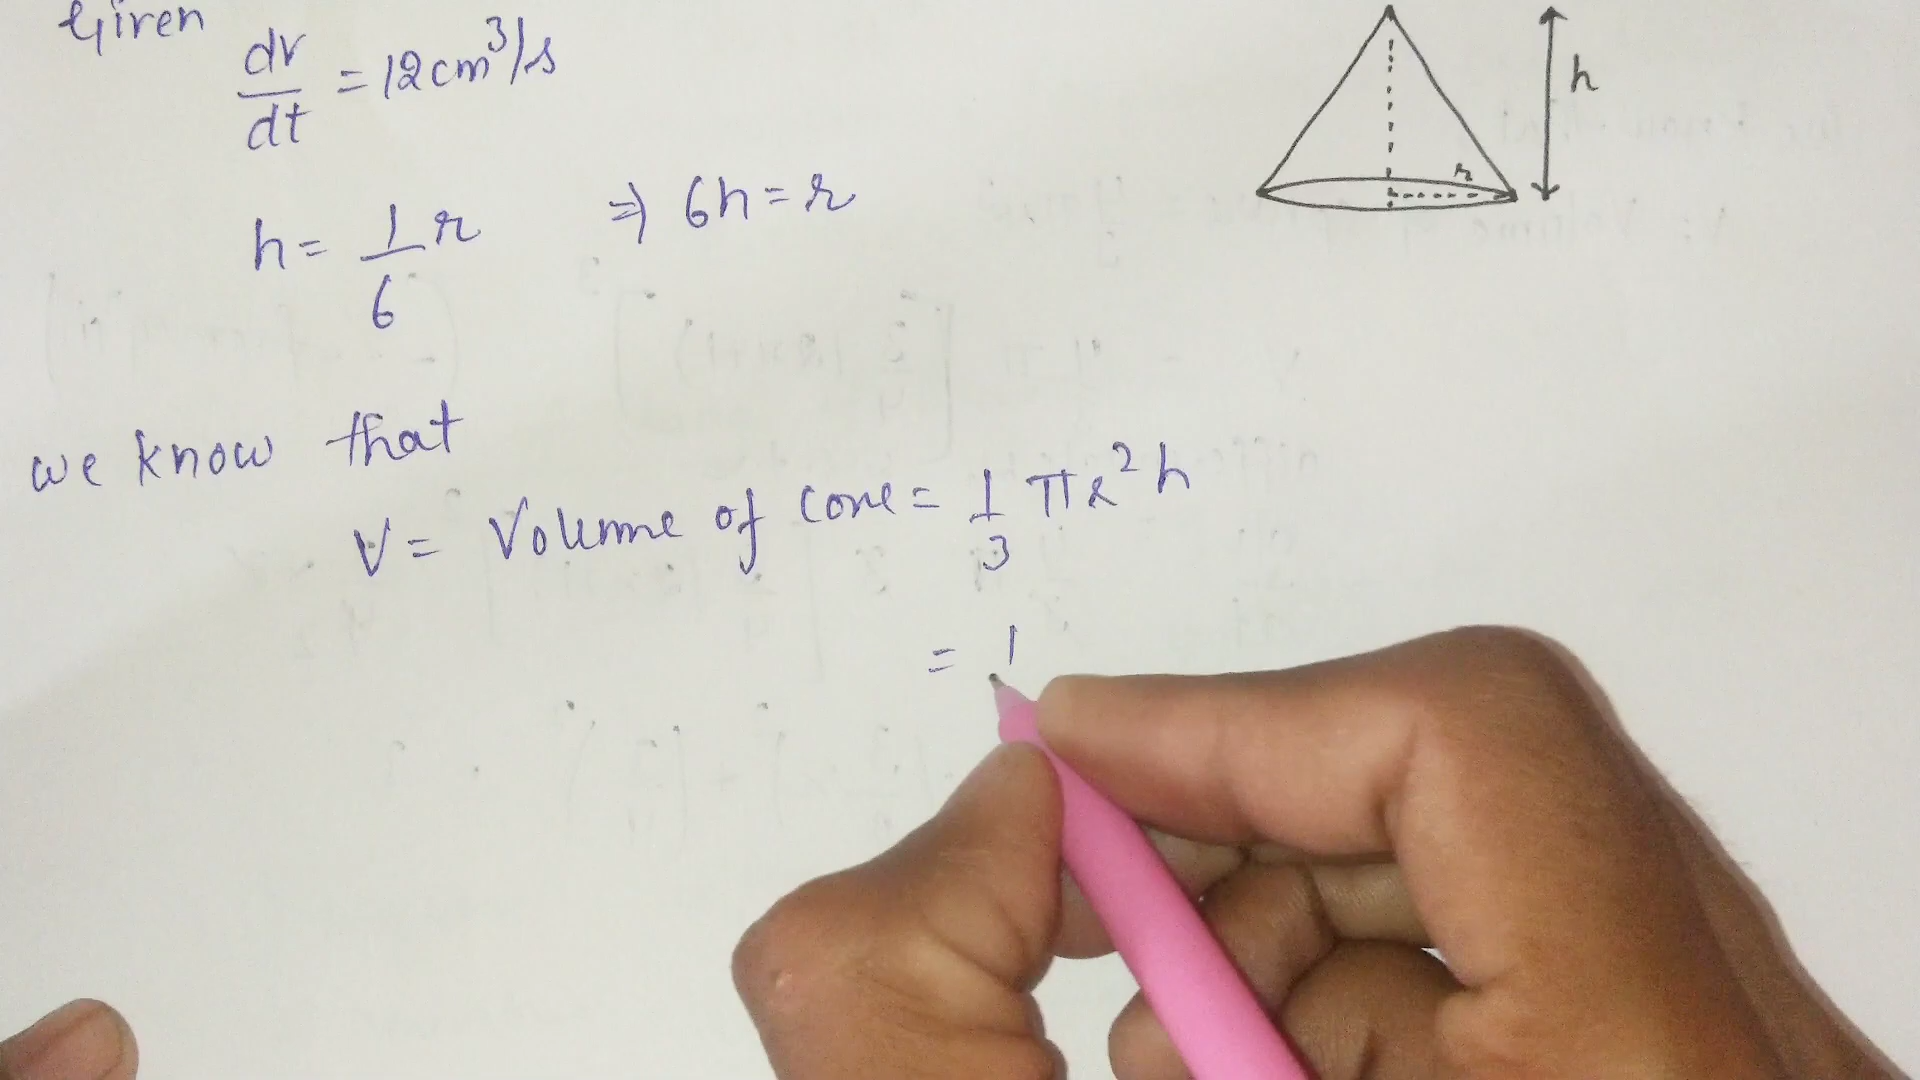 Given
dv/dt = 12cm³/s
h = 1/6 r ⇒ 6h = r
h
r
we know that
V = Volume of cone = 1/3 πr²h
= 1